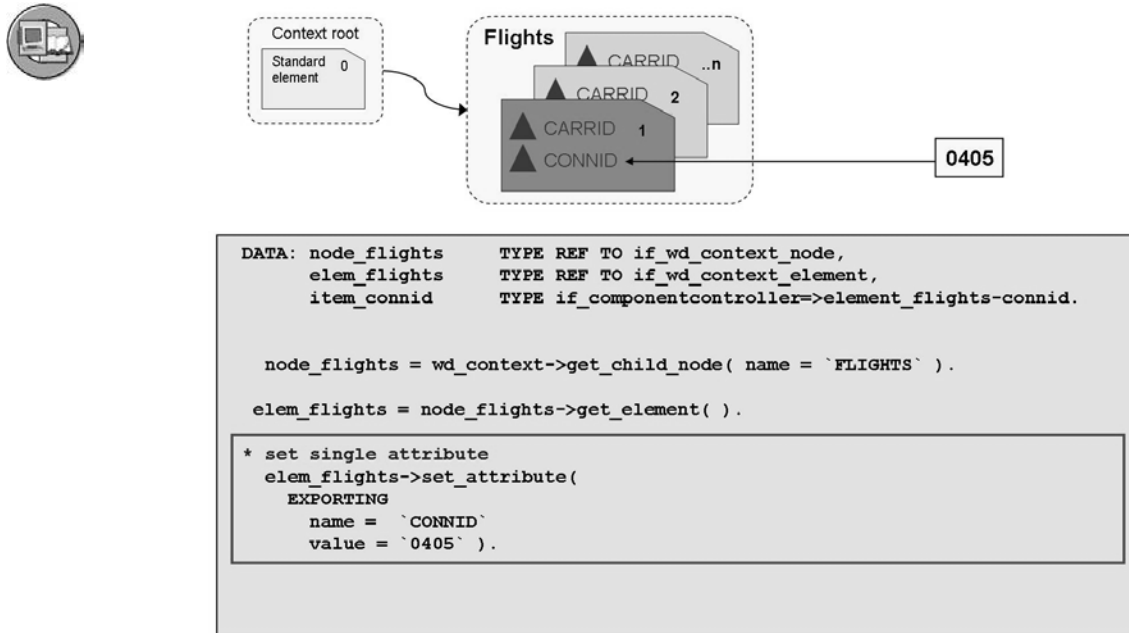 Context root
Standard 0
element
Flights
CARRID ..n
CARRID 2
CARRID 1
CONNID
0405
DATA: node_flights TYPE REF TO if_wd_context_node,
elem_flights TYPE REF TO if_wd_context_element,
item_connid TYPE if_componentcontroller=>element_flights-connid.
node_flights = wd_context->get_child_node( name = `FLIGHTS` ).
elem_flights = node_flights->get_element( ).
* set single attribute
elem_flights->set_attribute(
EXPORTING
name = `CONNID`
value = `0405` ).